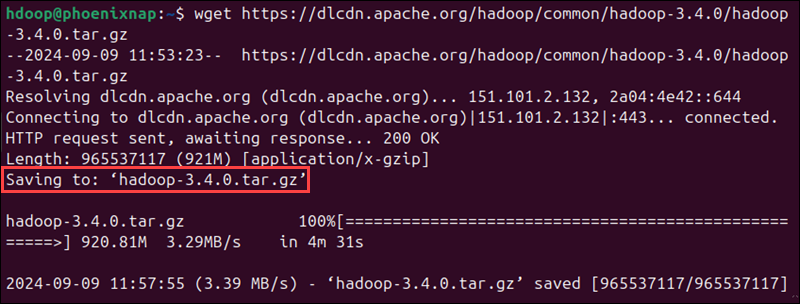 hdoop@phoenixnap:~$ wget https://dlcdn.apache.org/hadoop/common/hadoop-3.4.0/hadoop
-3.4.0.tar.gz
--2024-09-09 11:53:23--  https://dlcdn.apache.org/hadoop/common/hadoop-3.4.0/hadoop
-3.4.0.tar.gz
Resolving dlcdn.apache.org (dlcdn.apache.org)... 151.101.2.132, 2a04:4e42::644
Connecting to dlcdn.apache.org (dlcdn.apache.org)|151.101.2.132|:443... connected.
HTTP request sent, awaiting response... 200 OK
Length: 965537117 (921M) [application/x-gzip]
Saving to: ‘hadoop-3.4.0.tar.gz’
hadoop-3.4.0.tar.gz          100%[==============================================
=====>] 920.81M  3.29MB/s    in 4m 31s
2024-09-09 11:57:55 (3.39 MB/s) - ‘hadoop-3.4.0.tar.gz’ saved [965537117/965537117]